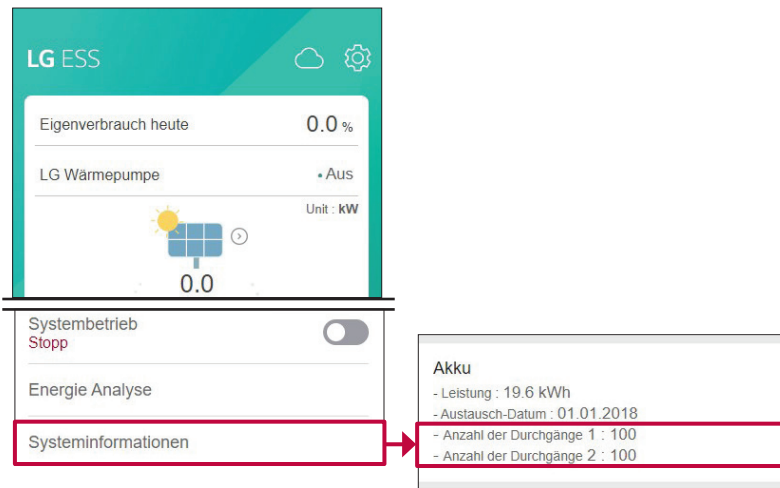 LG ESS
Eigenverbrauch heute 0.0 %
LG Wärmepumpe • Aus
Unit : kW
0.0
Systembetrieb
Stopp
Energie Analyse
Systeminformationen
Akku
- Leistung : 19.6 kWh
- Austausch-Datum : 01.01.2018
- Anzahl der Durchgänge 1 : 100
- Anzahl der Durchgänge 2 : 100